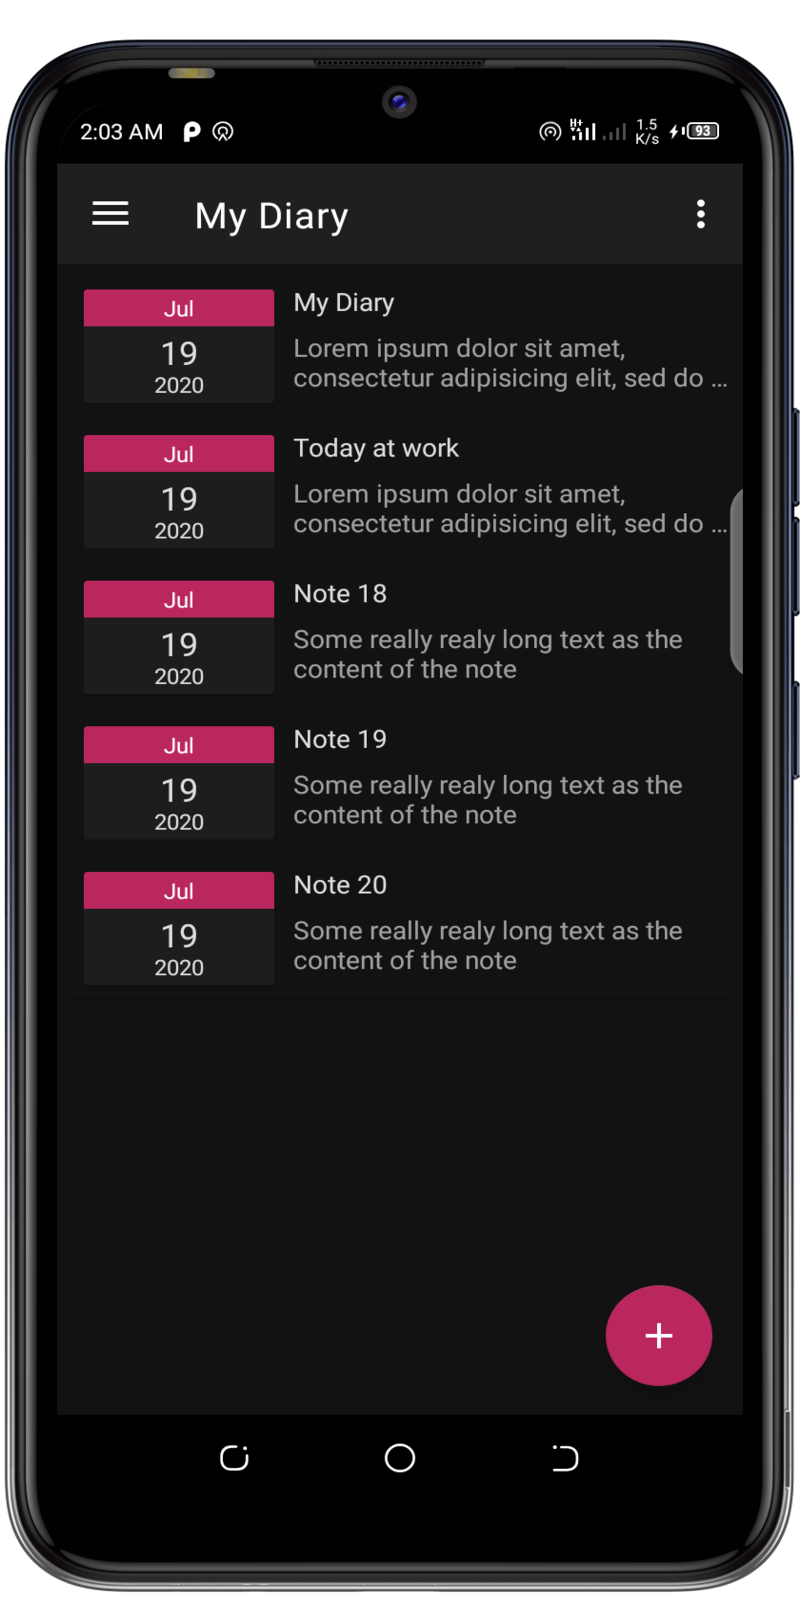 2:03 AM
H+
1.5
K/s
93
My Diary
Jul
19
2020
My Diary
Lorem ipsum dolor sit amet,
consectetur adipisicing elit, sed do ...
Jul
19
2020
Today at work
Lorem ipsum dolor sit amet,
consectetur adipisicing elit, sed do ...
Jul
19
2020
Note 18
Some really realy long text as the
content of the note
Jul
19
2020
Note 19
Some really realy long text as the
content of the note
Jul
19
2020
Note 20
Some really realy long text as the
content of the note